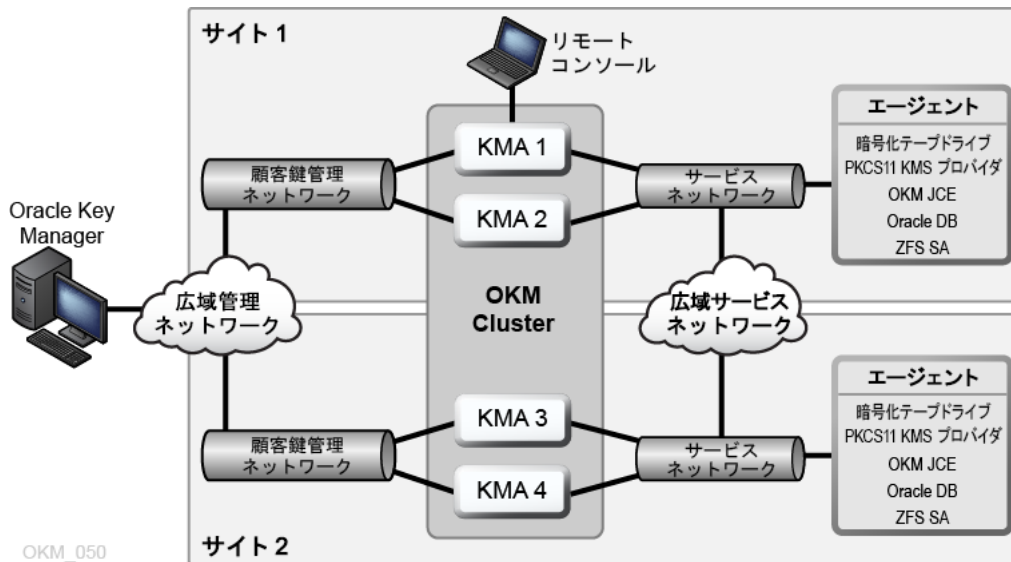 サイト 1
リモート
コンソール
エージェント
暗号化テープドライブ
PKCS11 KMS プロバイダ
OKM JCE
Oracle DB
ZFS SA
KMA 1
顧客鍵管理
ネットワーク
サービス
ネットワーク
KMA 2
Oracle Key
Manager
広域管理
ネットワーク
OKM
Cluster
広域サービス
ネットワーク
エージェント
暗号化テープドライブ
PKCS11 KMS プロバイダ
OKM JCE
Oracle DB
ZFS SA
KMA 3
顧客鍵管理
ネットワーク
サービス
ネットワーク
KMA 4
サイト 2
OKM_050